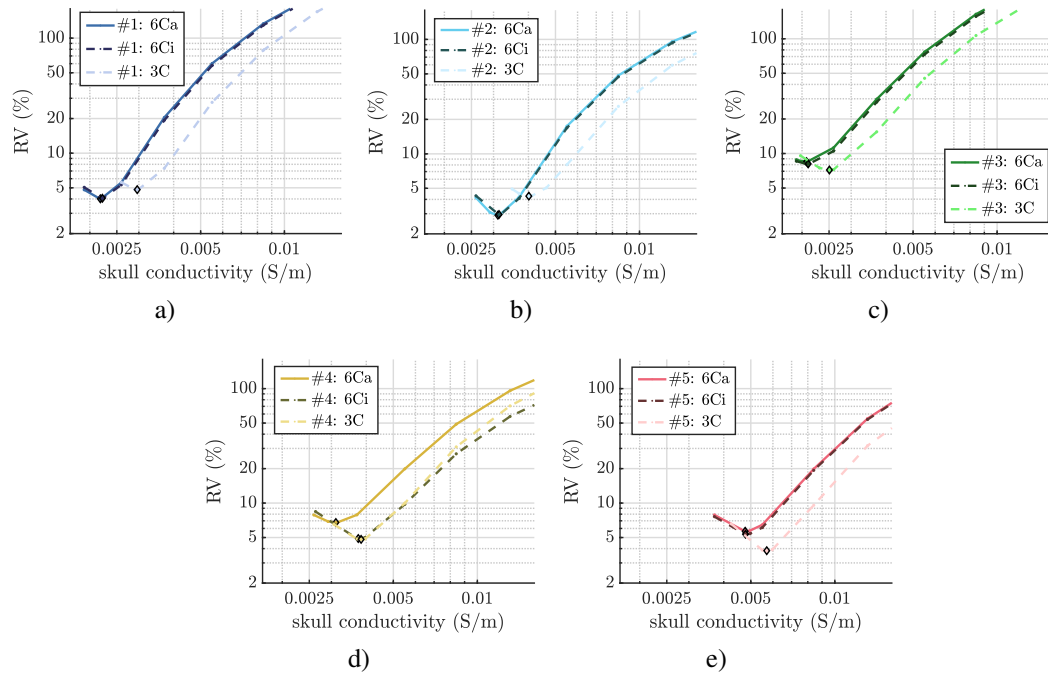 100
50
20
10
5
2
RV (%)
#1: 6Ca
#1: 6Ci
#1: 3C
0.0025
0.005
0.01
skull conductivity (S/m)
a)
100
50
20
10
5
2
RV (%)
#2: 6Ca
#2: 6Ci
#2: 3C
0.0025
0.005
0.01
skull conductivity (S/m)
b)
100
50
20
10
5
2
RV (%)
#3: 6Ca
#3: 6Ci
#3: 3C
0.0025
0.005
0.01
skull conductivity (S/m)
c)
100
50
20
10
5
2
RV (%)
#4: 6Ca
#4: 6Ci
#4: 3C
0.0025
0.005
0.01
skull conductivity (S/m)
d)
100
50
20
10
5
2
RV (%)
#5: 6Ca
#5: 6Ci
#5: 3C
0.0025
0.005
0.01
skull conductivity (S/m)
e)